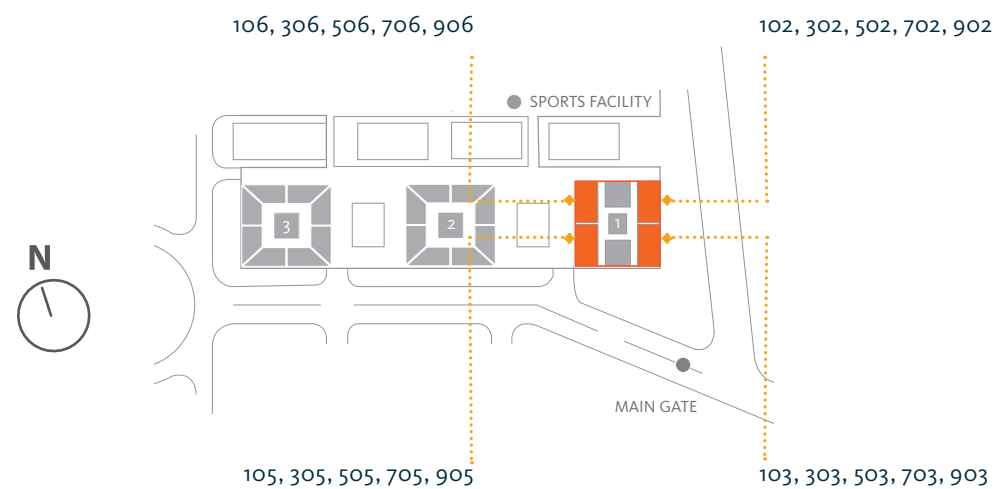 106, 306, 506, 706, 906
102, 302, 502, 702, 902
SPORTS FACILITY
3
2
1
N
MAIN GATE
105, 305, 505, 705, 905
103, 303, 503, 703, 903